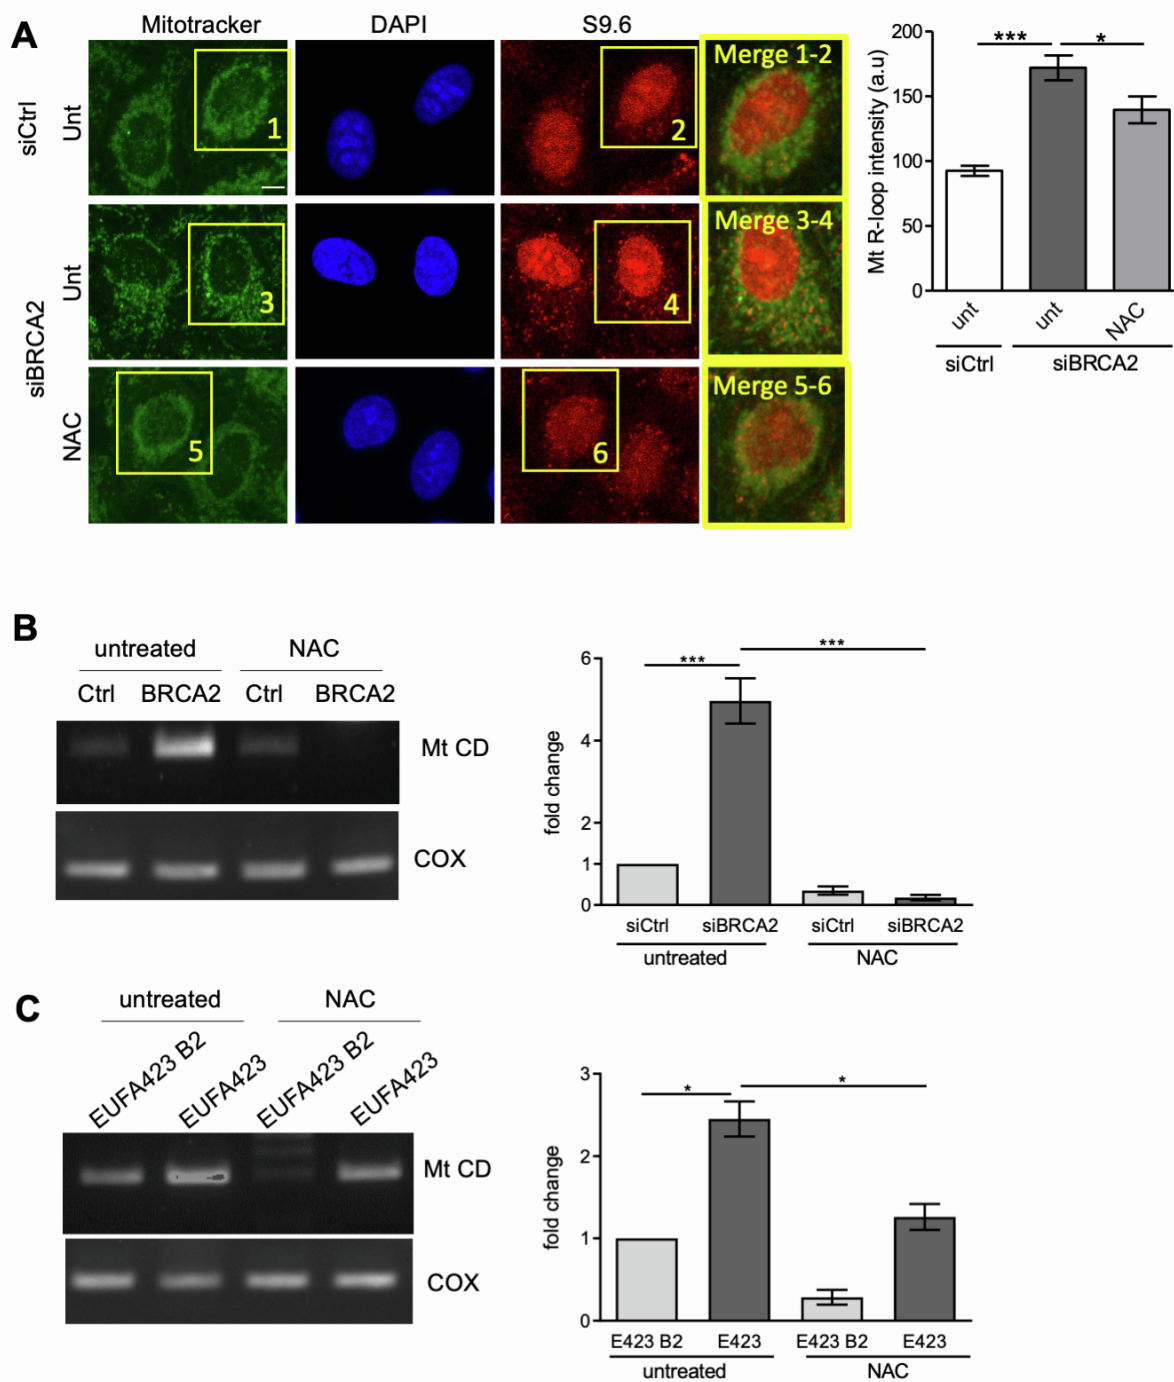 A
Mitotracker DAPI S9.6
siCtrl
Unt
1
2
Merge 1-2
siBRCA2
Unt
3
4
Merge 3-4
NAC
5
6
Merge 5-6
Mt R-loop intensity (a.u)
200
150
100
50
0
*** *
unt unt NAC
siCtrl siBRCA2
B
untreated NAC
Ctrl BRCA2 Ctrl BRCA2
Mt CD
COX
fold change
6
4
2
1
0
*** ***
siCtrl siBRCA2 siCtrl siBRCA2
untreated NAC
C
untreated NAC
EUFA423 B2 EUFA423 EUFA423 B2 EUFA423
Mt CD
COX
fold change
3
2
1
0
* *
E423 B2 E423 E423 B2 E423
untreated NAC